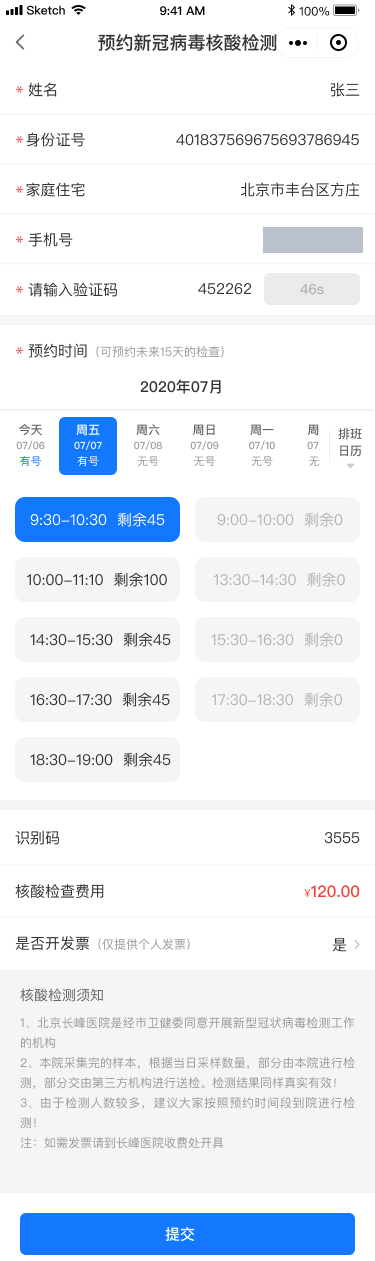 Sketch 9:41 AM 100%
预约新冠病毒核酸检测
* 姓名 张三
* 身份证号 401837569675693786945
* 家庭住宅 北京市丰台区方庄
* 手机号
* 请输入验证码 452262 46s
* 预约时间（可预约未来15天的检查）
2020年07月
今天 周五 周六 周日 周一 周 排班
07/06 07/07 07/08 07/09 07/10 07 日历
有号 有号 无号 无号 无号 无
9:30-10:30 剩余45 9:00-10:00 剩余0
10:00-11:10 剩余100 13:30-14:30 剩余0
14:30-15:30 剩余45 15:30-16:30 剩余0
16:30-17:30 剩余45 17:30-18:30 剩余0
18:30-19:00 剩余45
识别码 3555
核酸检查费用 ¥120.00
是否开发票（仅提供个人发票） 是
核酸检测须知
1、北京长峰医院是经市卫健委同意开展新型冠状病毒检测工作
的机构
2、本院采集完的样本，根据当日采样数量，部分由本院进行检
测，部分交由第三方机构进行送检。检测结果同样真实有效！
3、由于检测人数较多，建议大家按照预约时间段到院进行检
测！
注：如需发票请到长峰医院收费处开具
提交